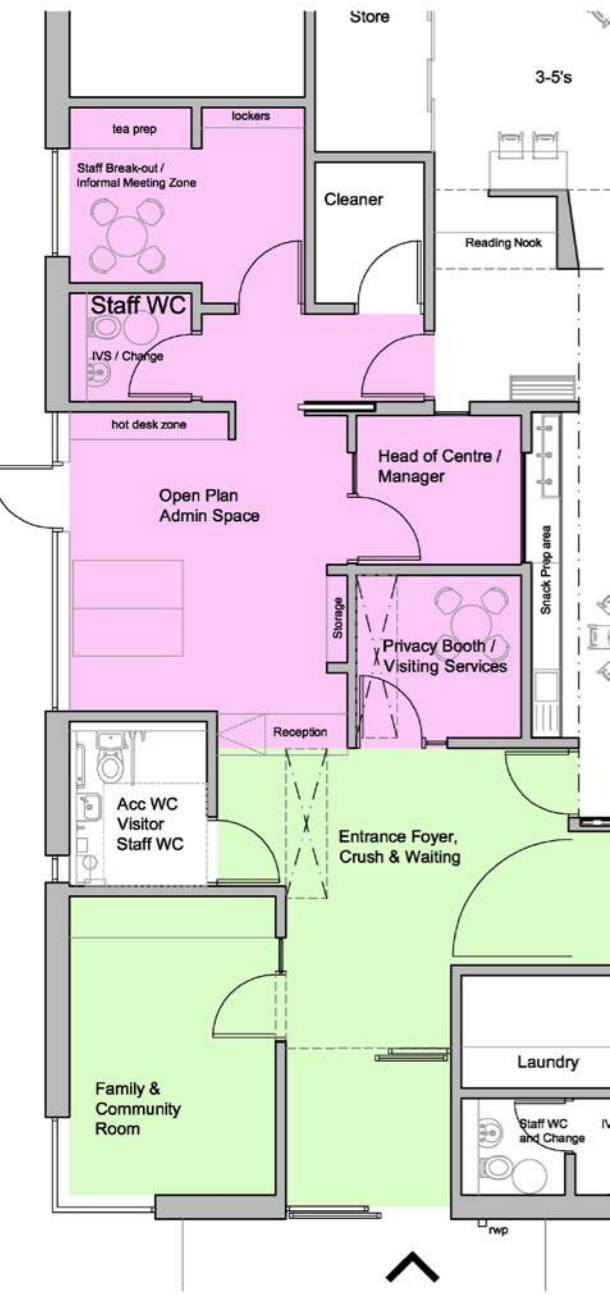 Store
3-5's
lockers
tea prep
Staff Break-out /
Informal Meeting Zone
Cleaner
Reading Nook
Staff WC
IVS / Change
hot desk zone
Head of Centre /
Manager
Open Plan
Admin Space
Snack Prep area
Storage
Privacy Booth /
Visiting Services
Reception
Acc WC
Visitor
Staff WC
Entrance Foyer,
Crush & Waiting
Laundry
Family &
Community
Room
Staff WC
and Change
IV
rwp